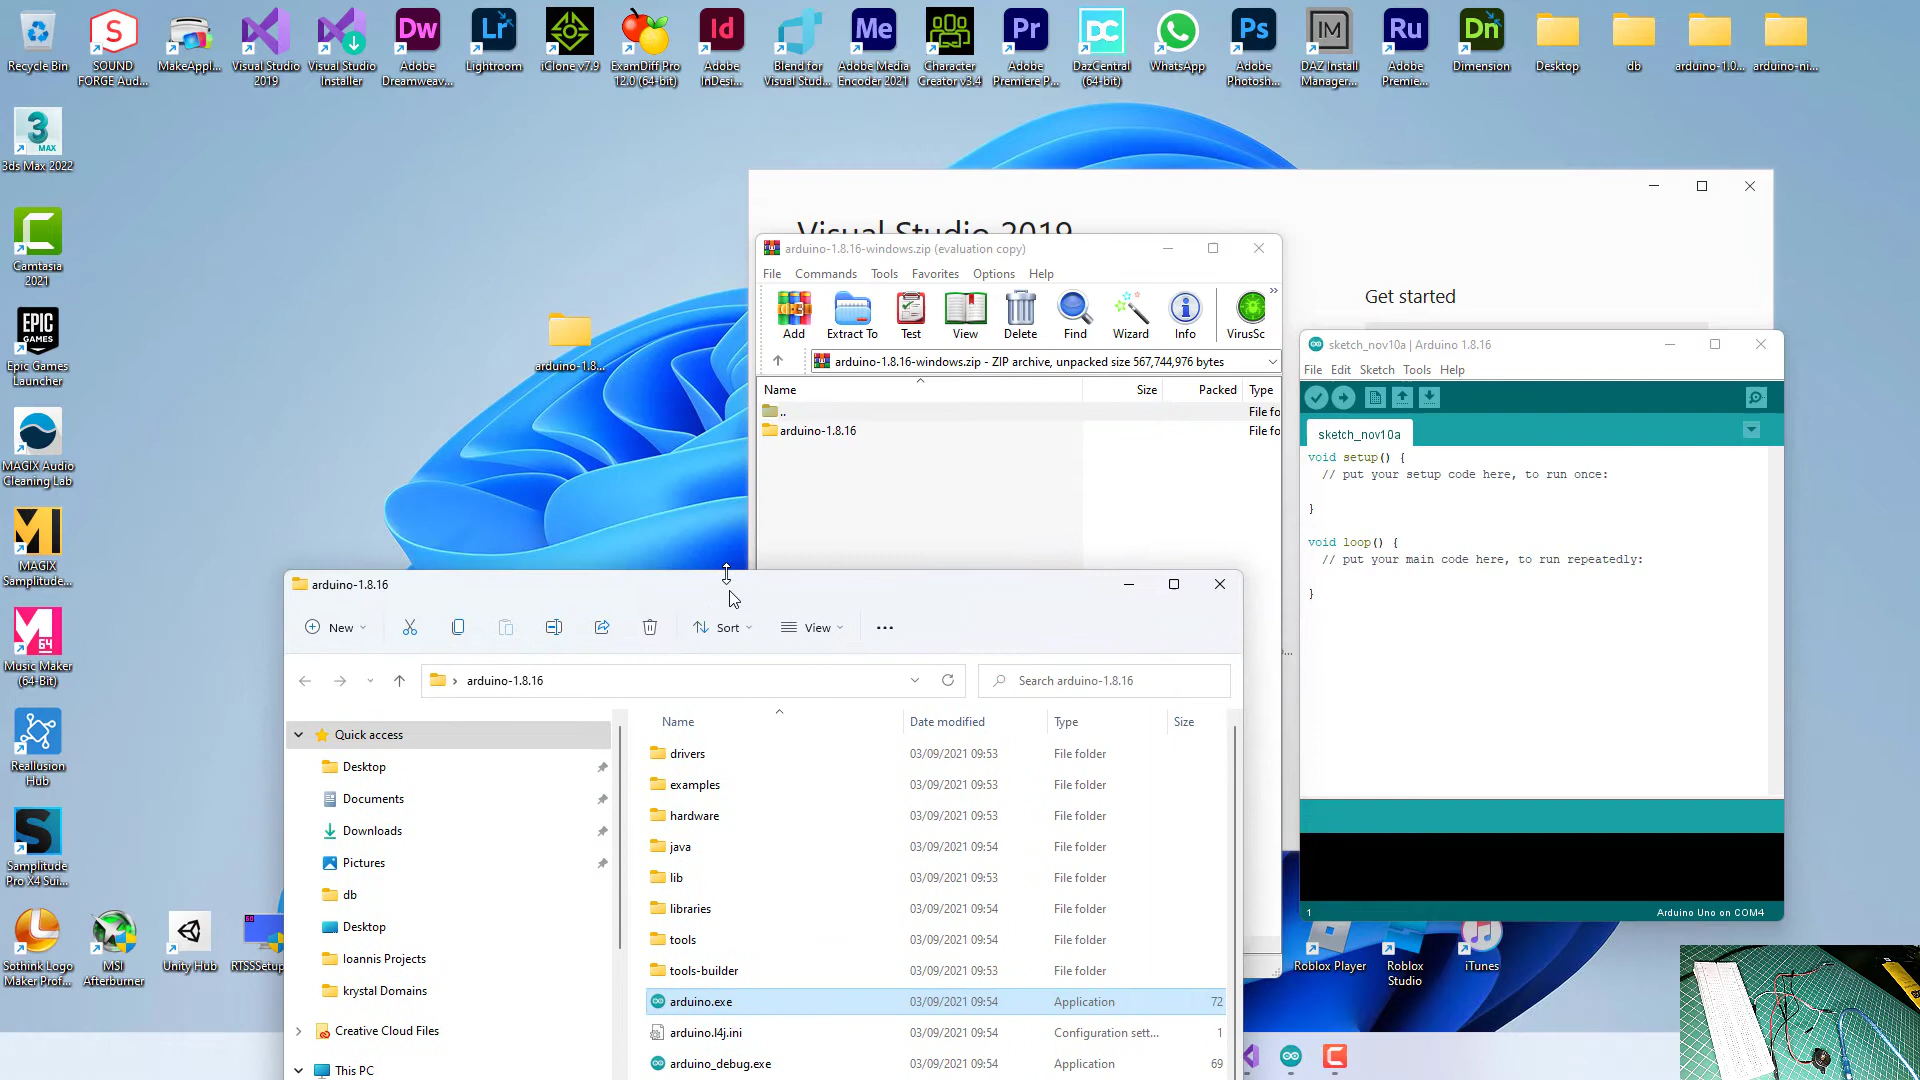 Recycle Bin
SOUND
FORGE Aud...
MakeAppl...
Visual Studio
2019
Visual Studio
Installer
Adobe
Dreamweav...
Lightroom
iClone v7.9
ExamDiff Pro
12.0 (64-bit)
Adobe
InDesi...
Blend for
Visual Stud...
Adobe Media
Encoder 2021
Character
Creator v3.4
Adobe
Premiere P...
DazCentral
(64-bit)
WhatsApp
Adobe
Photosh...
DAZ Install
Manager...
Adobe
Premie...
Dimension
Desktop
db
arduino-1.0...
arduino-ni...
3ds Max 2022
Camtasia
2021
Epic Games
Launcher
MAGIX Audio
Cleaning Lab
MAGIX
Samplitude...
Music Maker
(64-Bit)
Reallusion
Hub
Samplitude
Pro X4 Sui...
Sothink Logo
Maker Prof...
MSI
Afterburner
Unity Hub
RTSSSetup
arduino-1.8...
Visual Studio 2019
Get started
arduino-1.8.16-windows.zip (evaluation copy)
File Commands Tools Favorites Options Help
Add Extract To Test View Delete Find Wizard Info VirusSc
arduino-1.8.16-windows.zip - ZIP archive, unpacked size 567,744,976 bytes
Name Size Packed Type
.. File fo
arduino-1.8.16 File fo
sketch_nov10a | Arduino 1.8.16
File Edit Sketch Tools Help
sketch_nov10a
void setup() {
// put your setup code here, to run once:
}
void loop() {
// put your main code here, to run repeatedly:
}
1 Arduino Uno on COM4
Roblox Player
Roblox
Studio
iTunes
arduino-1.8.16
New Sort View
arduino-1.8.16 Search arduino-1.8.16
Quick access
Desktop
Documents
Downloads
Pictures
db
Desktop
Ioannis Projects
krystal Domains
Creative Cloud Files
This PC
Name Date modified Type Size
drivers 03/09/2021 09:53 File folder
examples 03/09/2021 09:53 File folder
hardware 03/09/2021 09:53 File folder
java 03/09/2021 09:54 File folder
lib 03/09/2021 09:53 File folder
libraries 03/09/2021 09:54 File folder
tools 03/09/2021 09:54 File folder
tools-builder 03/09/2021 09:53 File folder
arduino.exe 03/09/2021 09:54 Application 72
arduino.l4j.ini 03/09/2021 09:54 Configuration sett... 1
arduino_debug.exe 03/09/2021 09:54 Application 69